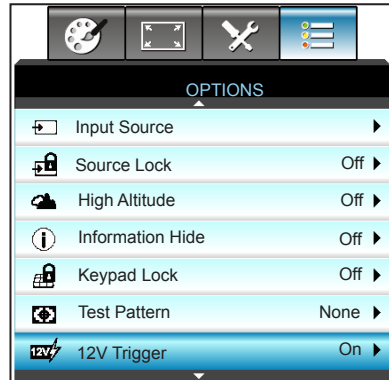 OPTIONS
Input Source
Source Lock Off
High Altitude Off
Information Hide Off
Keypad Lock Off
Test Pattern None
12V 12V Trigger On